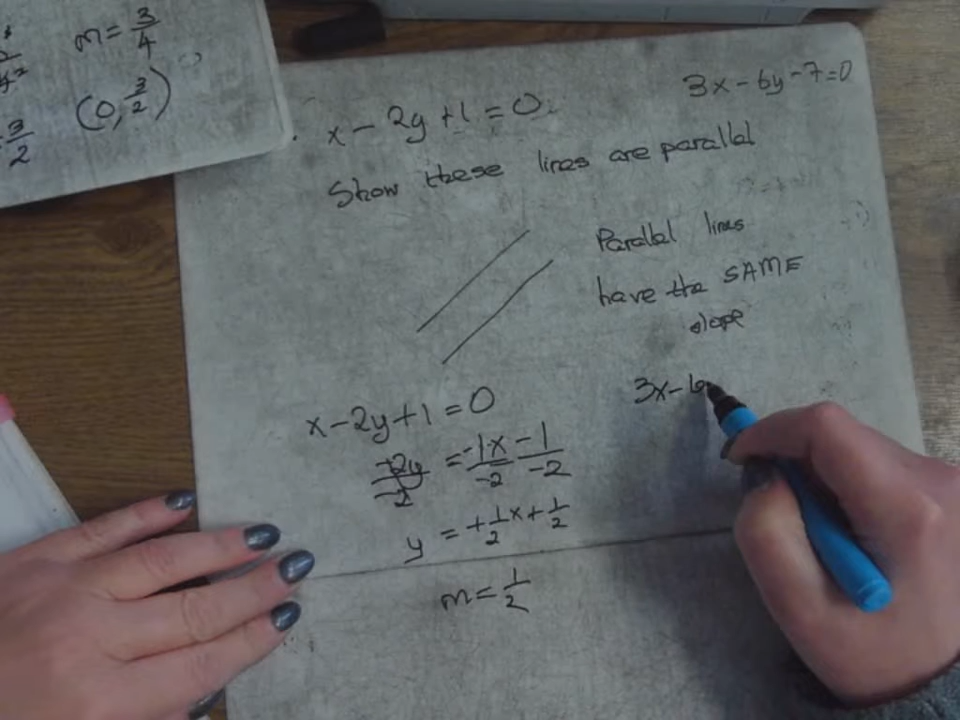 m = 3/4
(0, 3/2)
3/2
x - 2y + 1 = 0
3x - 6y - 7 = 0
Show these lines are parallel
Parallel lines
have the SAME
slope
x - 2y + 1 = 0
-2y/-2 = -1x/-2 -1/-2
y = +1/2x + 1/2
m = 1/2
3x - 6